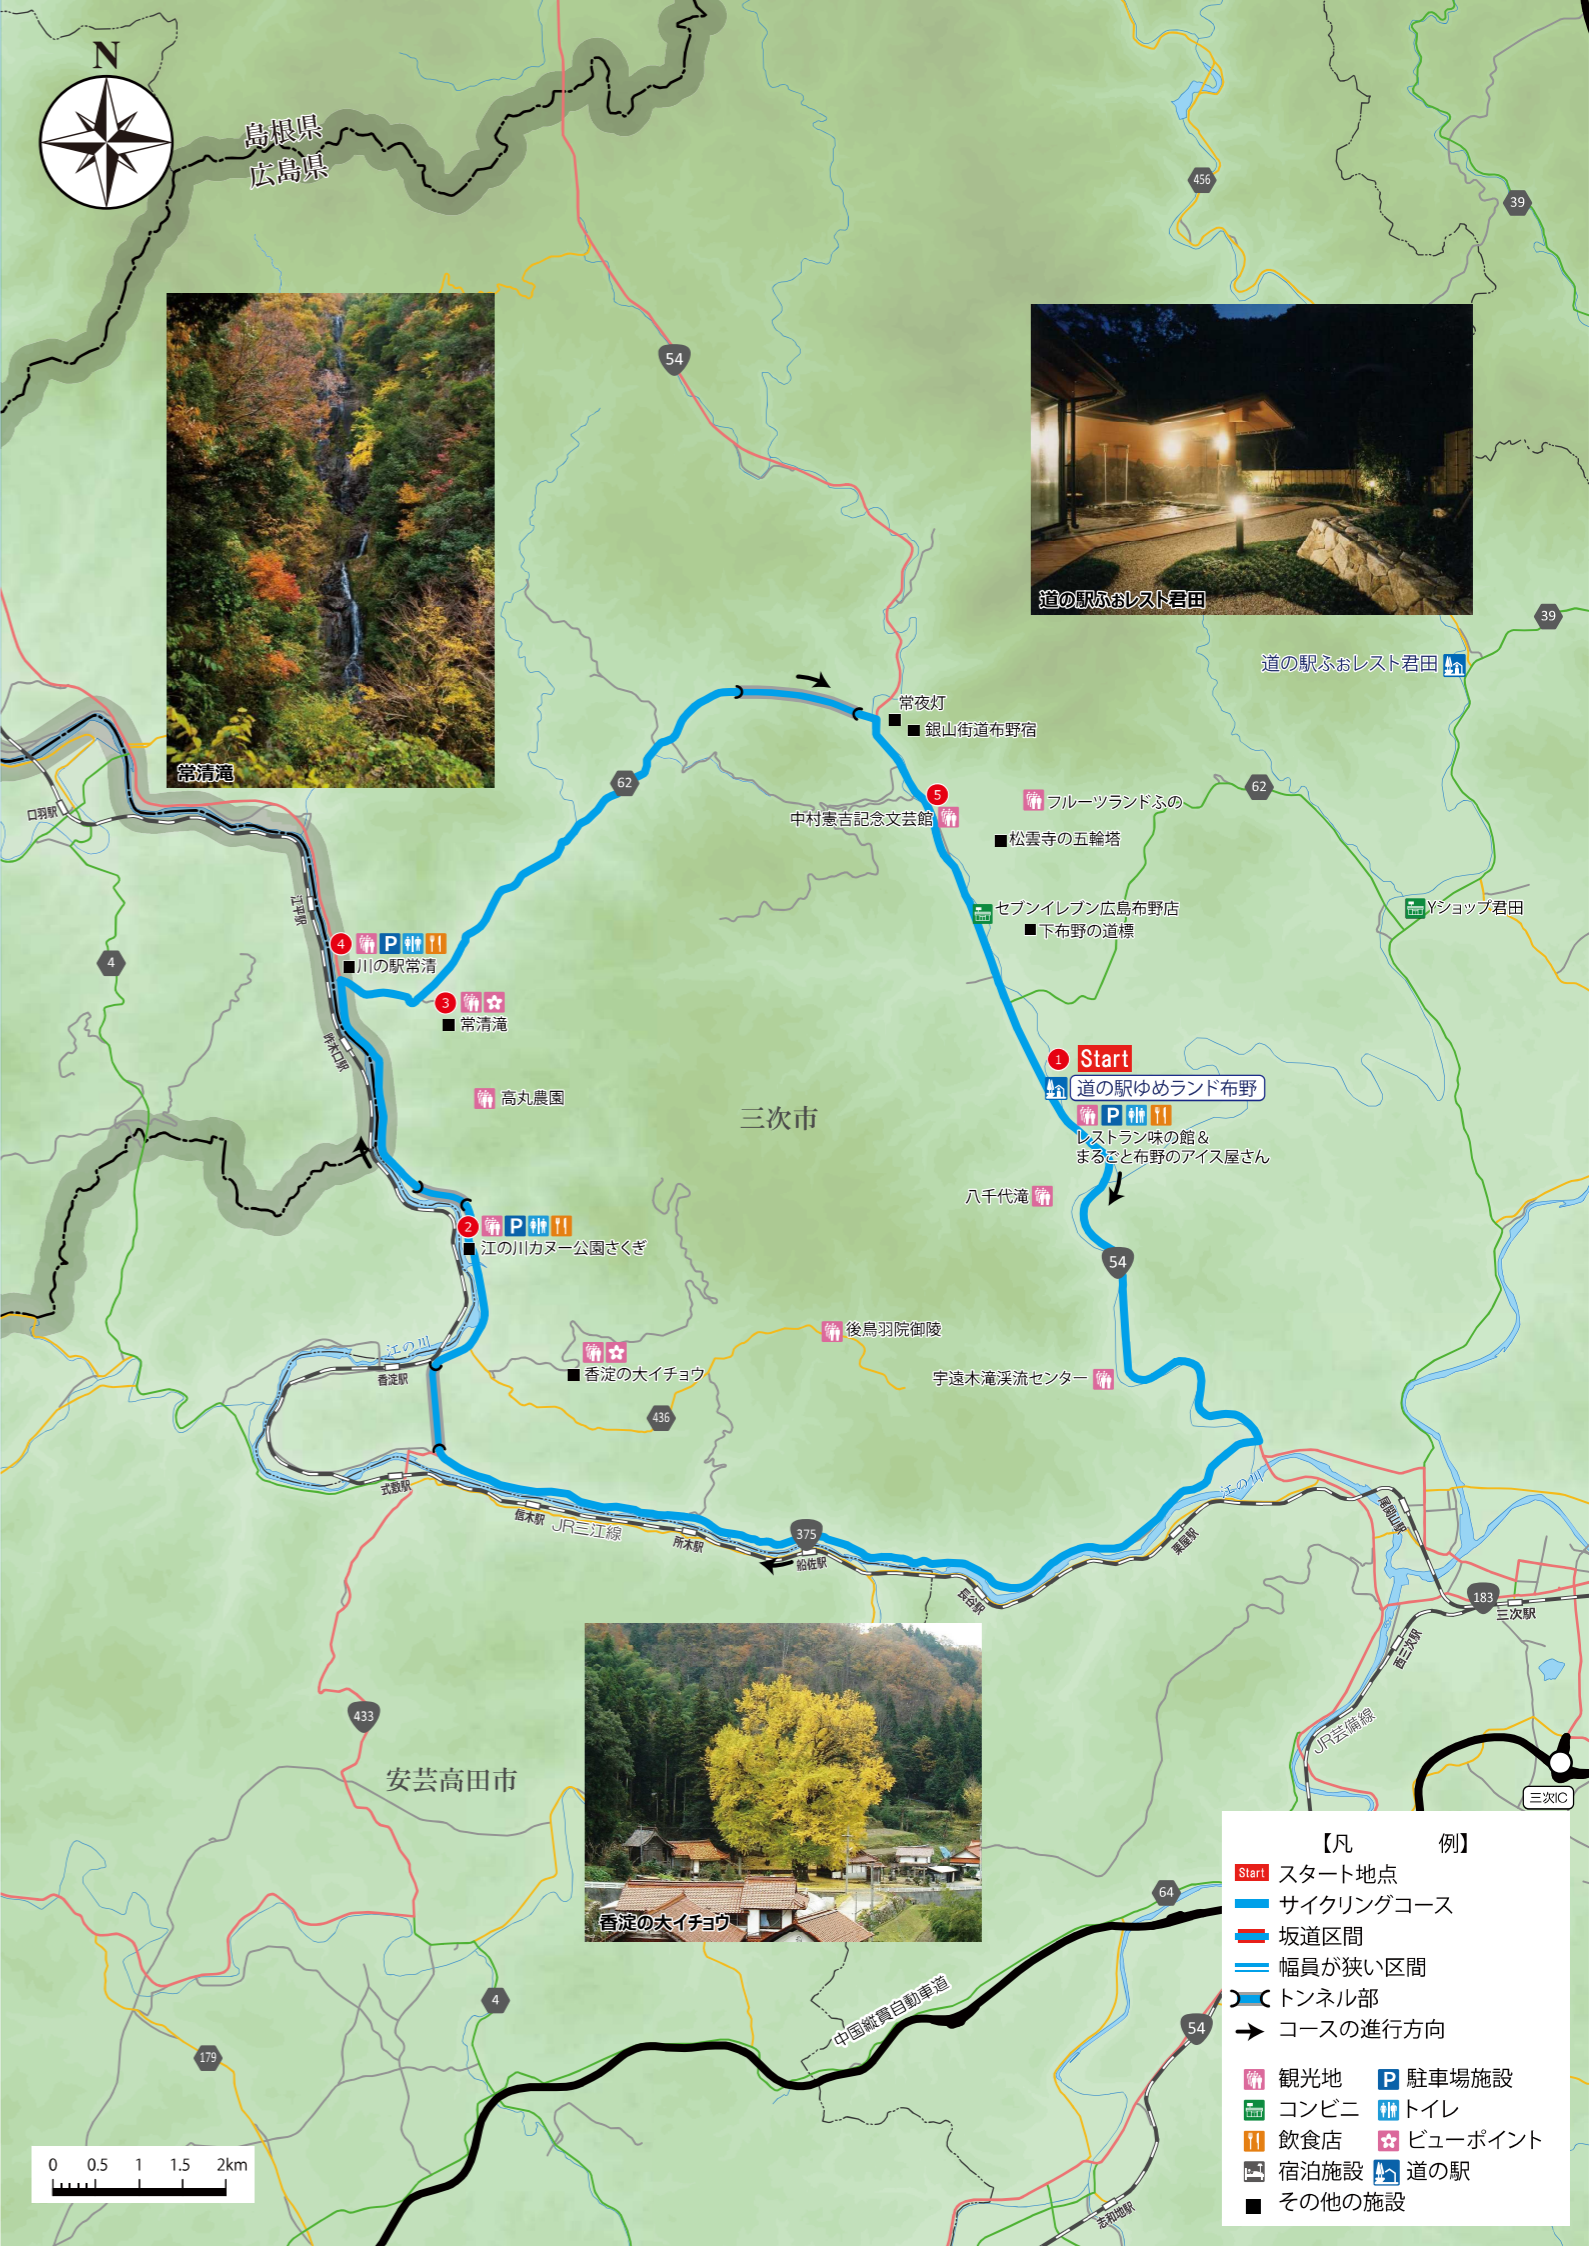 N
島根県
広島県
456
39
54
常清滝
道の駅ふぉレスト君田
39
道の駅ふぉレスト君田
常夜灯
銀山街道布野宿
62
62
口羽駅
5
中村憲吉記念文芸館
フルーツランドふの
松雲寺の五輪塔
江平駅
セブンイレブン広島布野店
下布野の道標
Yショップ君田
4
4
P
川の駅常清
3
常清滝
作木口駅
1
Start
道の駅ゆめランド布野
P
レストラン味の館&
まるごと布野のアイス屋さん
高丸農園
三次市
八千代滝
2
P
江の川カヌー公園さくぎ
54
後鳥羽院御陵
江の川
香淀駅
香淀の大イチョウ
宇遠木滝渓流センター
436
式敷駅
信木駅
JR三江線
所木駅
375
船佐駅
長谷駅
粟屋駅
江の川
尾関山駅
183
三次駅
西三次駅
JR芸備線
433
安芸高田市
三次IC
香淀の大イチョウ
64
4
中国縦貫自動車道
54
179
志和地駅
0 0.5 1 1.5 2km
【凡 例】
Start スタート地点
サイクリングコース
坂道区間
幅員が狭い区間
トンネル部
コースの進行方向
観光地 P 駐車場施設
コンビニ トイレ
飲食店 ビューポイント
宿泊施設 道の駅
その他の施設